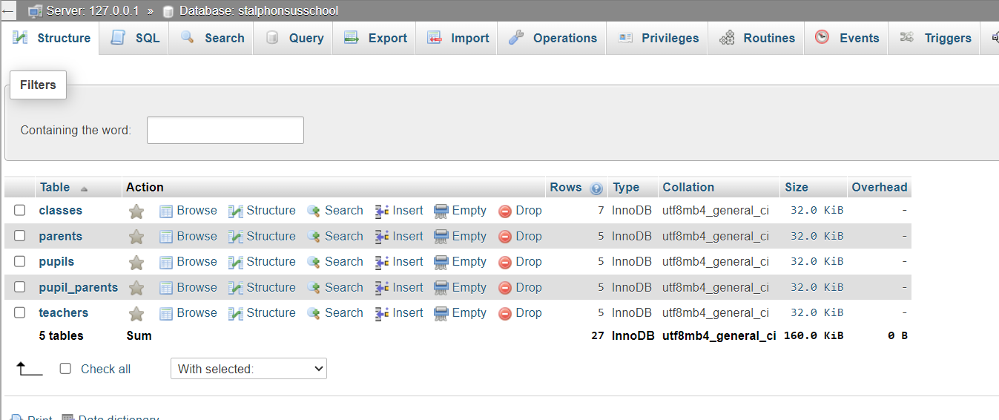 ← Server: 127.0.0.1 » Database: stalphonsusschool
Structure SQL Search Query Export Import Operations Privileges Routines Events Triggers
Filters
Containing the word:
Table Action Rows Type Collation Size Overhead
classes Browse Structure Search Insert Empty Drop 7 InnoDB utf8mb4_general_ci 32.0 KiB -
parents Browse Structure Search Insert Empty Drop 5 InnoDB utf8mb4_general_ci 32.0 KiB -
pupils Browse Structure Search Insert Empty Drop 5 InnoDB utf8mb4_general_ci 32.0 KiB -
pupil_parents Browse Structure Search Insert Empty Drop 5 InnoDB utf8mb4_general_ci 32.0 KiB -
teachers Browse Structure Search Insert Empty Drop 5 InnoDB utf8mb4_general_ci 32.0 KiB -
5 tables Sum 27 InnoDB utf8mb4_general_ci 160.0 KiB 0 B
Check all With selected:
Print Data dictionary